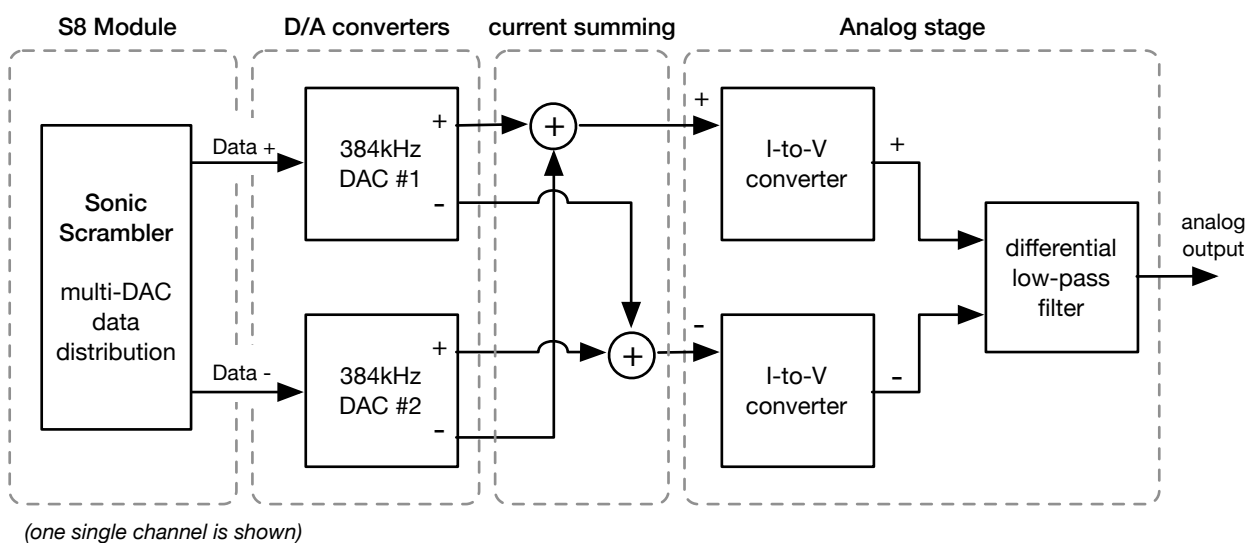 S8 Module
D/A converters
current summing
Analog stage
Sonic
Scrambler
multi-DAC
data
distribution
Data +
Data -
384kHz
DAC #1
+
-
384kHz
DAC #2
+
-
+
+
+
-
I-to-V
converter
+
I-to-V
converter
-
differential
low-pass
filter
analog
output
(one single channel is shown)